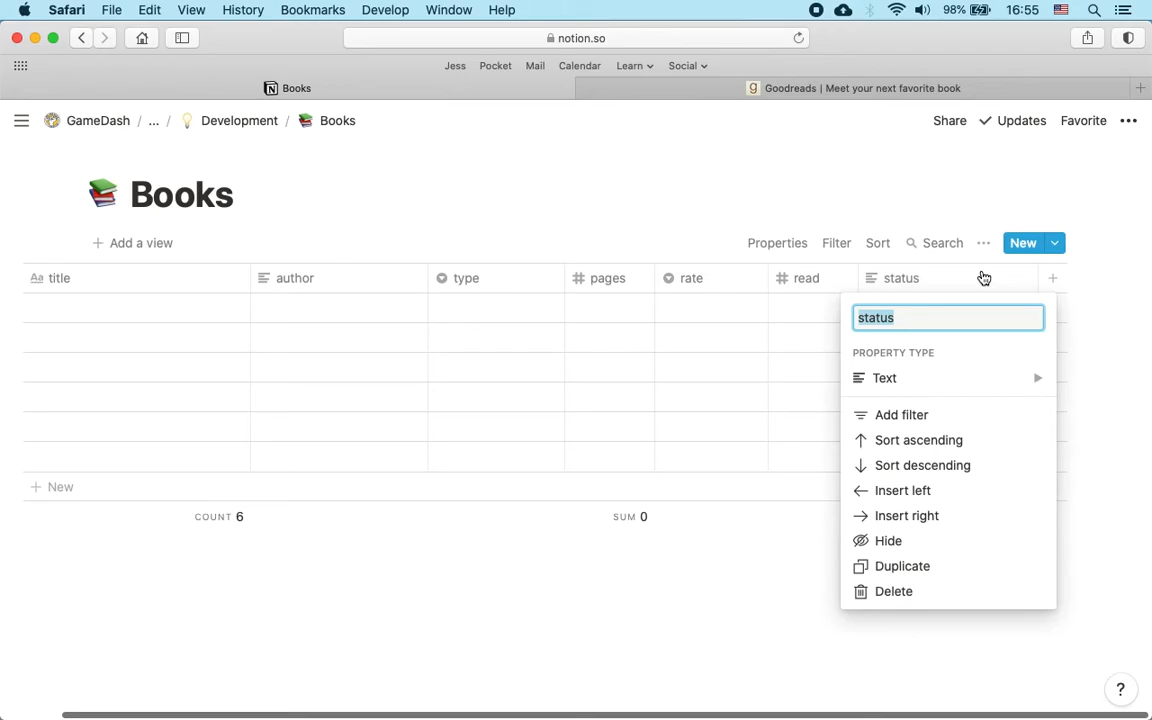 Safari File Edit View History Bookmarks Develop Window Help 98% 16:55
notion.so
Jess Pocket Mail Calendar Learn Social
Books
g Goodreads | Meet your next favorite book
GameDash / ... / Development / Books Share Updates Favorite •••
Books
+ Add a view Properties Filter Sort Search ••• New
Aa title author type # pages rate # read status +
status
PROPERTY TYPE
Text
Add filter
Sort ascending
Sort descending
Insert left
+ New
Insert right
COUNT 6 SUM 0
Hide
Duplicate
Delete
?